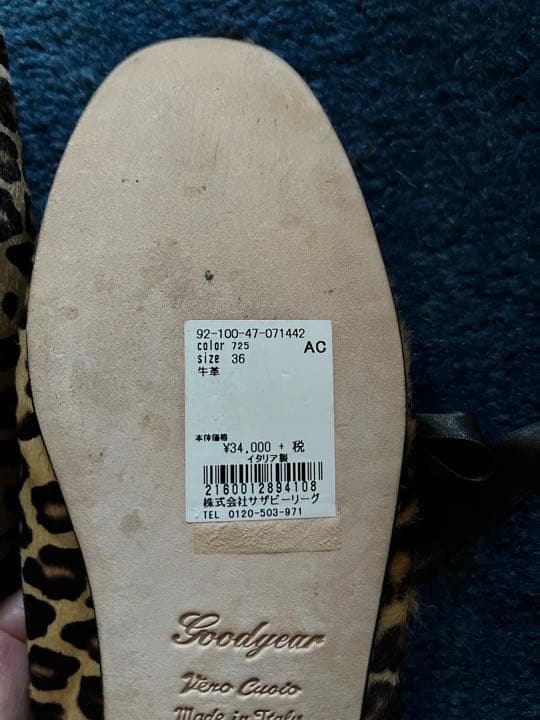 92-100-47-071442
color 725 AC
size 36
牛革
本体価格
¥34,000 + 税
イタリア製
2160012894108
株式会社サザビーリーグ
TEL 0120-503-971
Goodyear
Vero Cuoio
Made in Italy